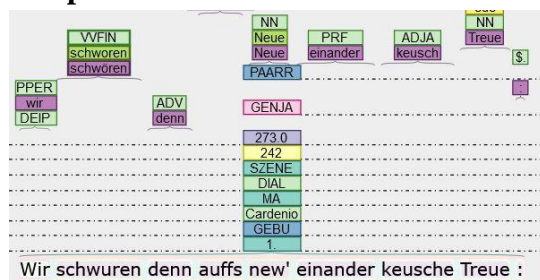 NN NN
VVFIN Neue PRF ADJA Treue
schworen Neue einander keusch $.
schwören
PAARR :
PPER
wir ADV GENJA
DEIP denn
273.0
242
SZENE
DIAL
MA
Cardenio
GEBU
1.
Wir schwuren denn auffs new' einander keusche Treue :